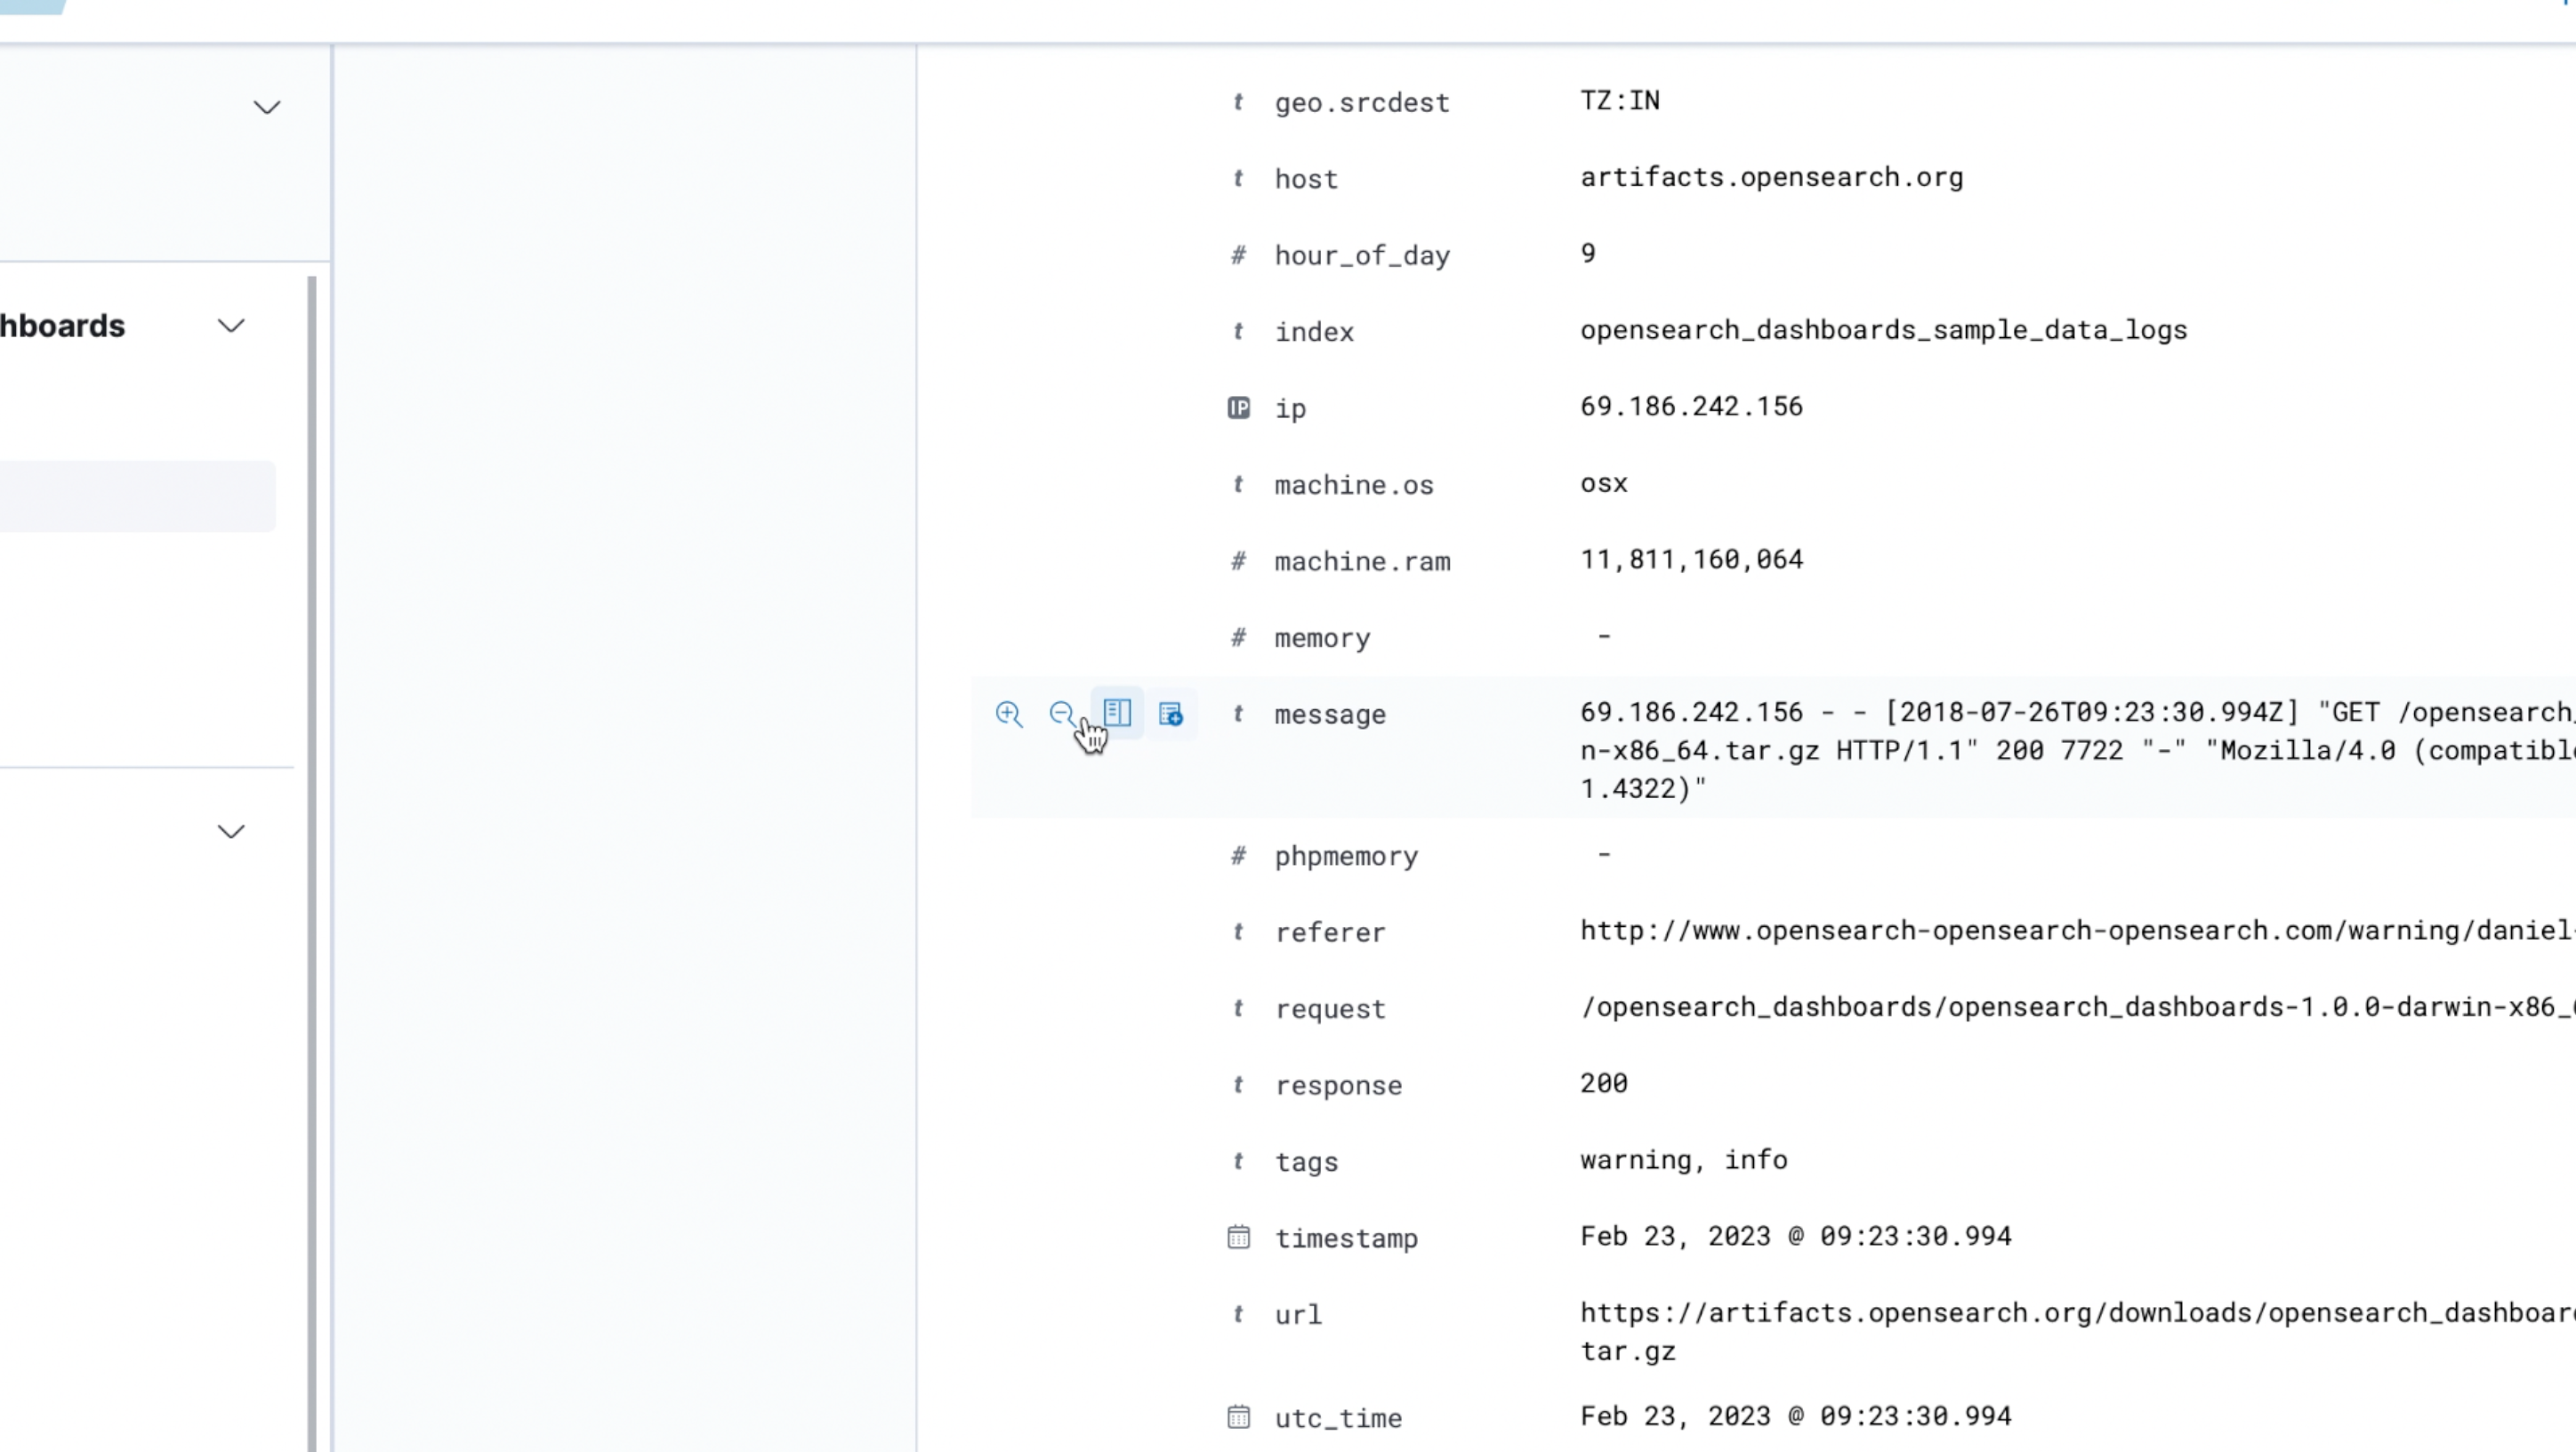 geo.srcdest TZ:IN
host artifacts.opensearch.org
hboards
# hour_of_day 9
t index opensearch_dashboards_sample_data_logs
IP ip 69.186.242.156
t machine.os osx
# machine.ram 11,811,160,064
# memory -
t message 69.186.242.156 - - [2018-07-26T09:23:30.994Z] "GET /opensearch_
n-x86_64.tar.gz HTTP/1.1" 200 7722 "-" "Mozilla/4.0 (compatible
1.4322)"
# phpmemory -
t referer http://www.opensearch-opensearch-opensearch.com/warning/daniel-
t request /opensearch_dashboards/opensearch_dashboards-1.0.0-darwin-x86_
t response 200
t tags warning, info
timestamp Feb 23, 2023 @ 09:23:30.994
t url https://artifacts.opensearch.org/downloads/opensearch_dashboar
tar.gz
utc_time Feb 23, 2023 @ 09:23:30.994